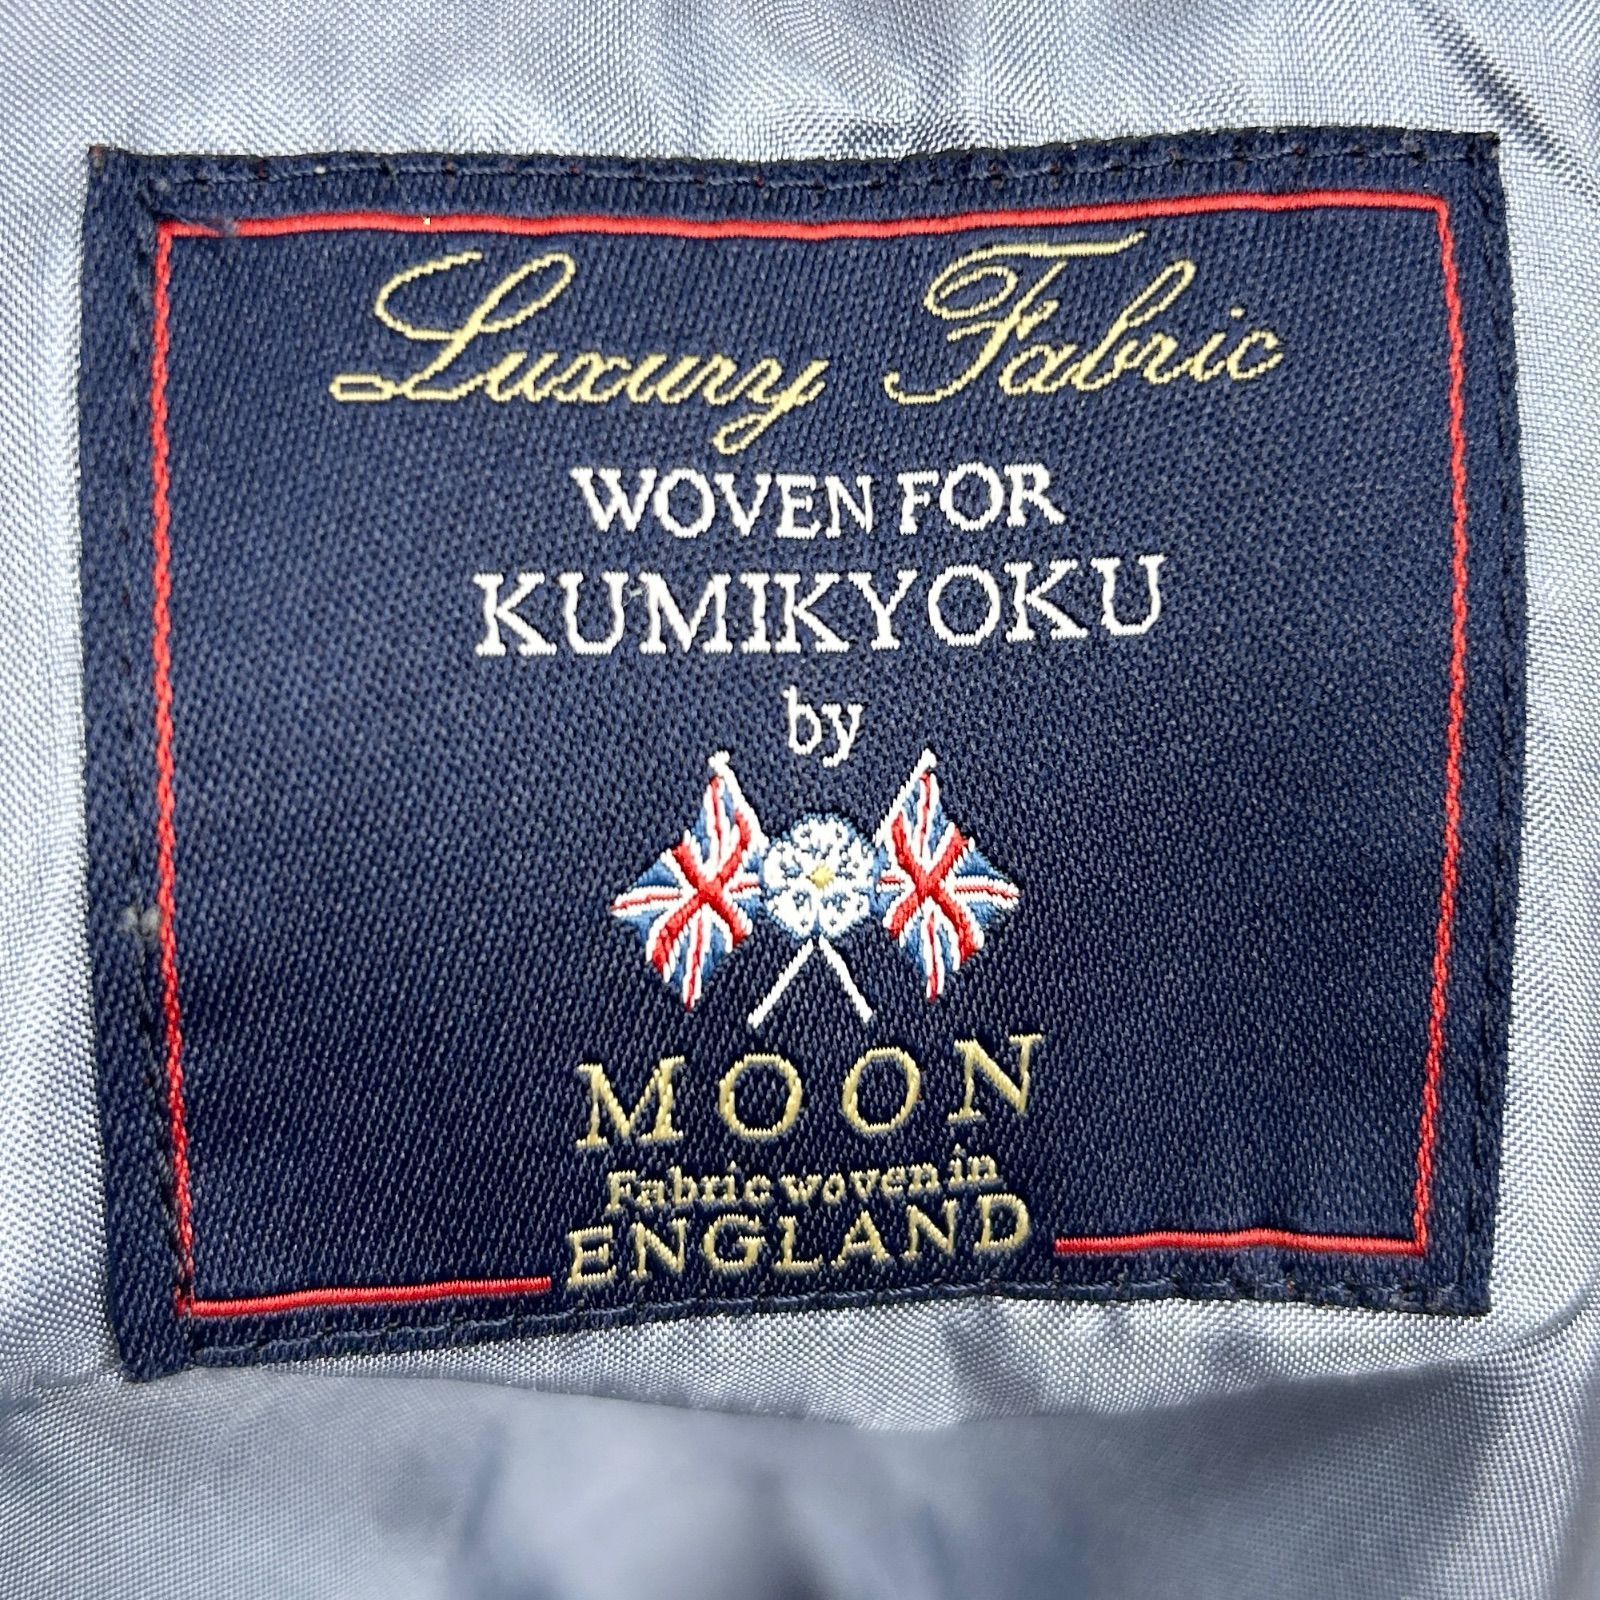 Luxury Fabric
WOVEN FOR
KUMIKYOKU
by
MOON
Fabric woven in
ENGLAND